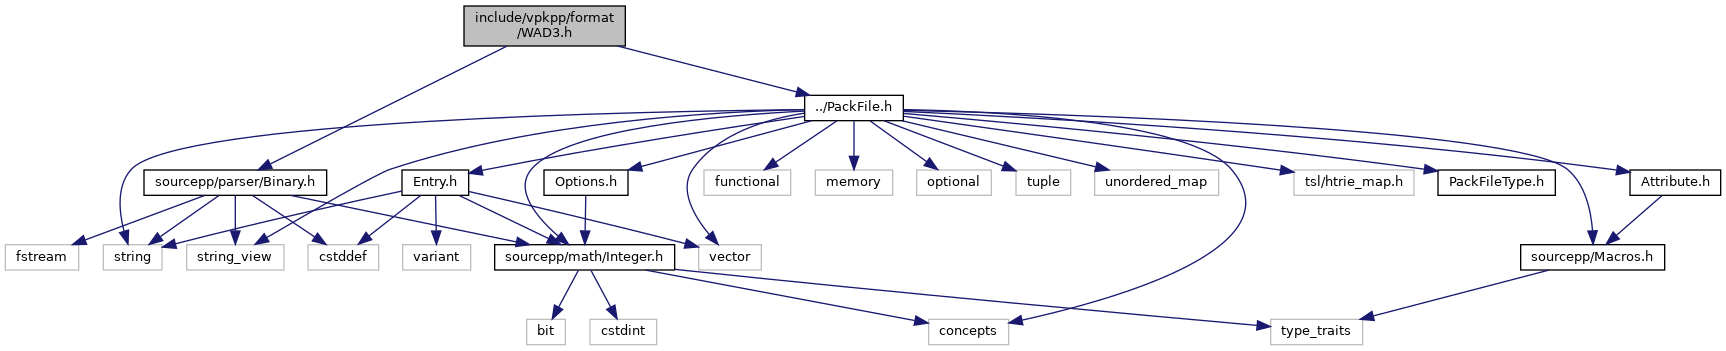 include/vpkpp/format
/WAD3.h
../PackFile.h
sourcepp/parser/Binary.h
Entry.h
Options.h
functional
memory
optional
tuple
unordered_map
tsl/htrie_map.h
PackFileType.h
Attribute.h
fstream
string
string_view
cstddef
variant
sourcepp/math/Integer.h
vector
sourcepp/Macros.h
bit
cstdint
concepts
type_traits